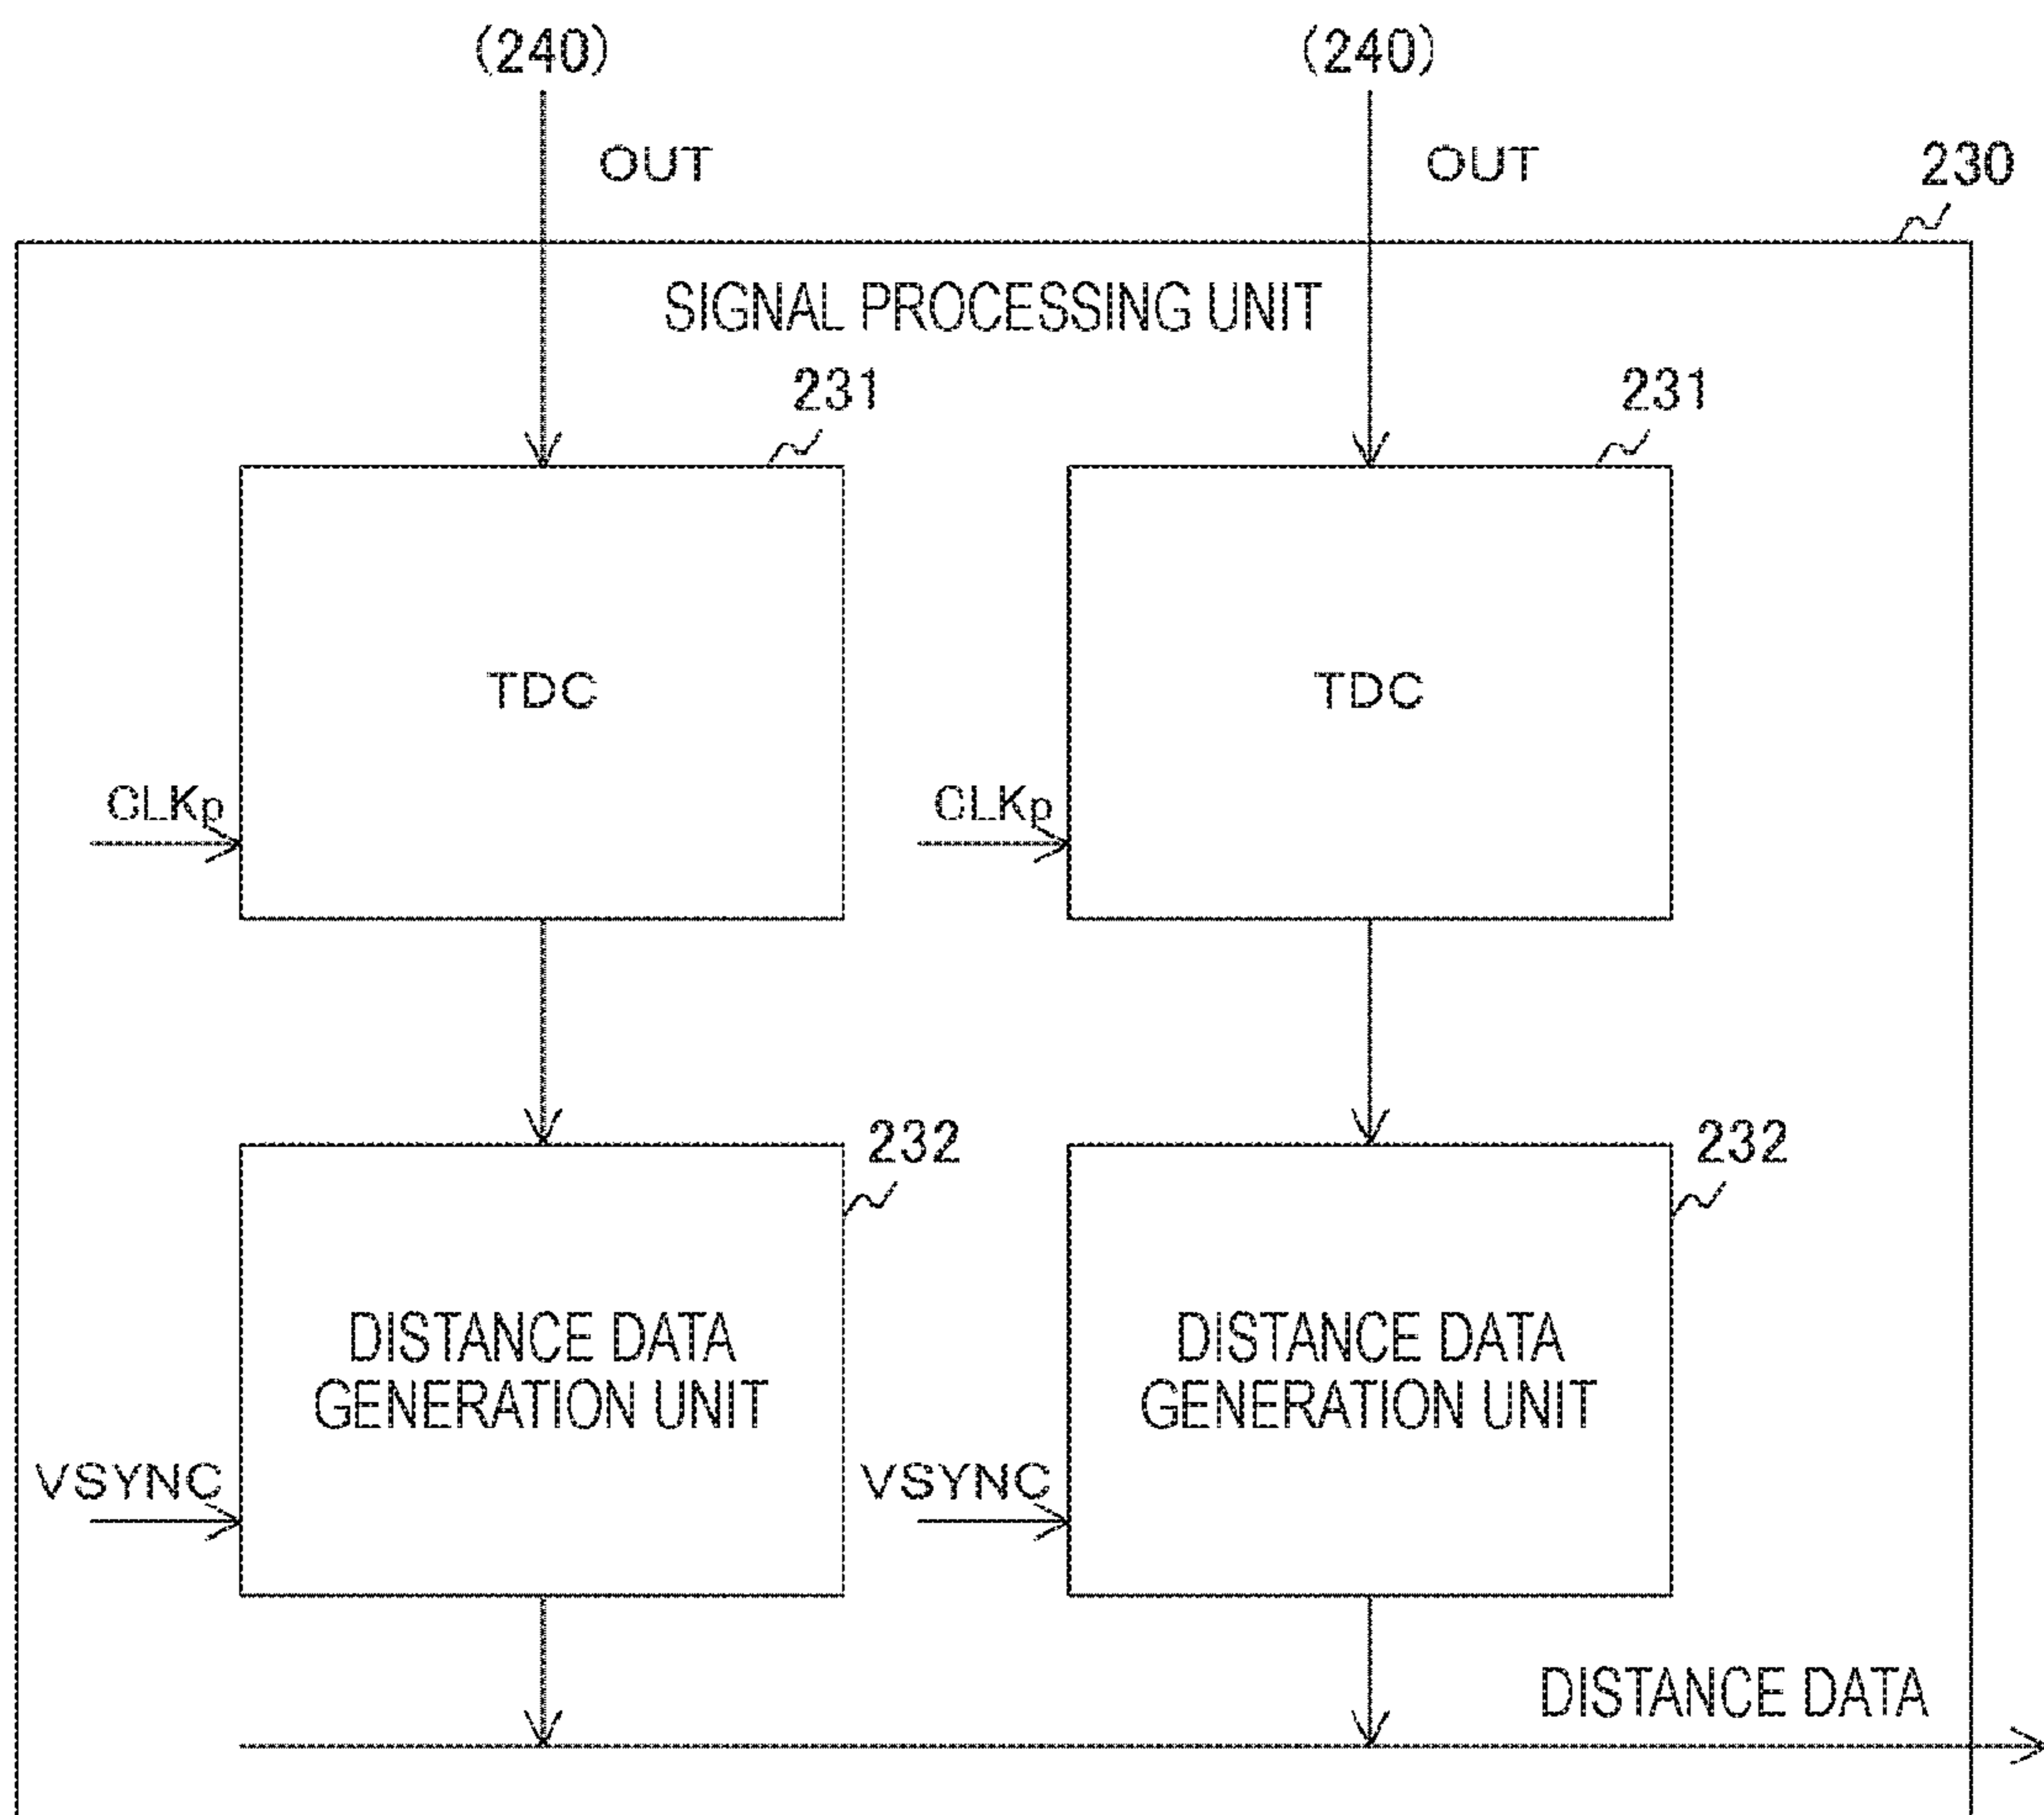 (240)
(240)
OUT
OUT
230
SIGNAL PROCESSING UNIT
231
231
TDC
TDC
CLKp
CLKp
232
232
DISTANCE DATA
GENERATION UNIT
DISTANCE DATA
GENERATION UNIT
VSYNC
VSYNC
DISTANCE DATA